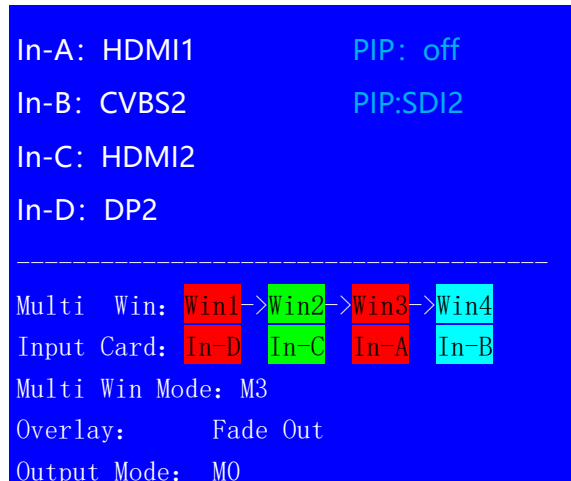 In-A: HDMI1 PIP: off
In-B: CVBS2 PIP:SDI2
In-C: HDMI2
In-D: DP2
--------------------------------------
Multi Win: Win1->Win2->Win3->Win4
Input Card: In-D In-C In-A In-B
Multi Win Mode: M3
Overlay: Fade Out
Output Mode: M0